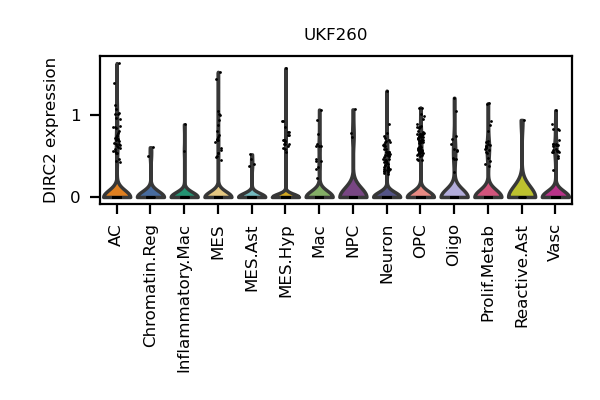 UKF260
DIRC2 expression
1
0
AC
Chromatin.Reg
Inflammatory.Mac
MES
MES.Ast
MES.Hyp
Mac
NPC
Neuron
OPC
Oligo
Prolif.Metab
Reactive.Ast
Vasc